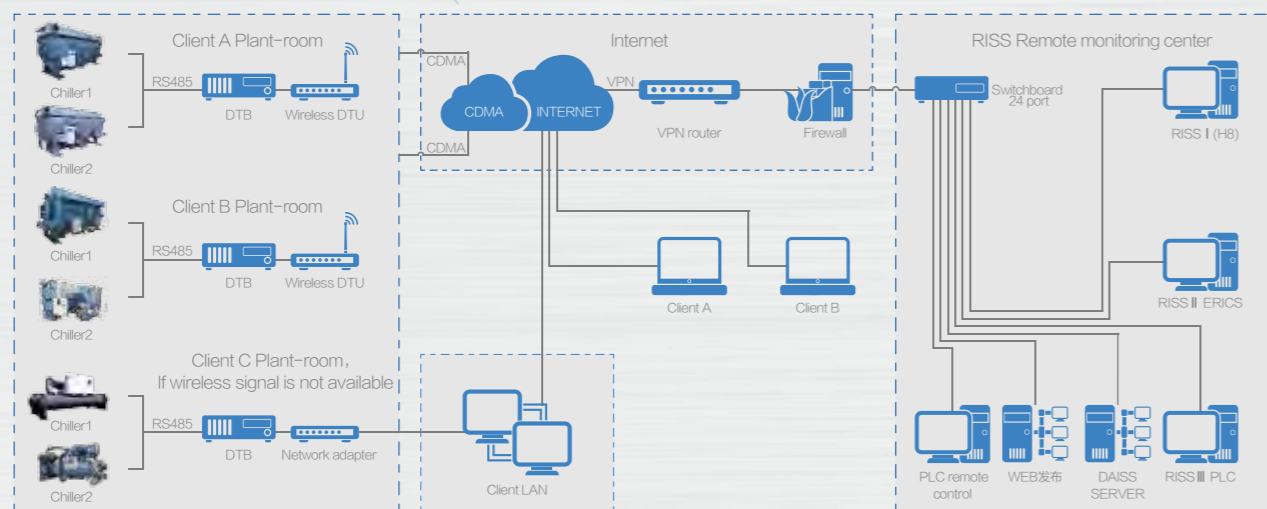 Client A Plant-room
Chiller1
RS485
DTB
Wireless DTU
Chiller2
Client B Plant-room
Chiller1
RS485
DTB
Wireless DTU
Chiller2
Client C Plant-room,
If wireless signal is not available
Chiller1
RS485
DTB
Network adapter
Chiller2
Internet
CDMA
CDMA
CDMA
INTERNET
VPN
VPN router
Firewall
Client A
Client B
Client LAN
RISS Remote monitoring center
Switchboard
24 port
RISS Ⅰ (H8)
RISS Ⅱ ERICS
PLC remote
control
WEB发布
DAISS
SERVER
RISSⅢ PLC